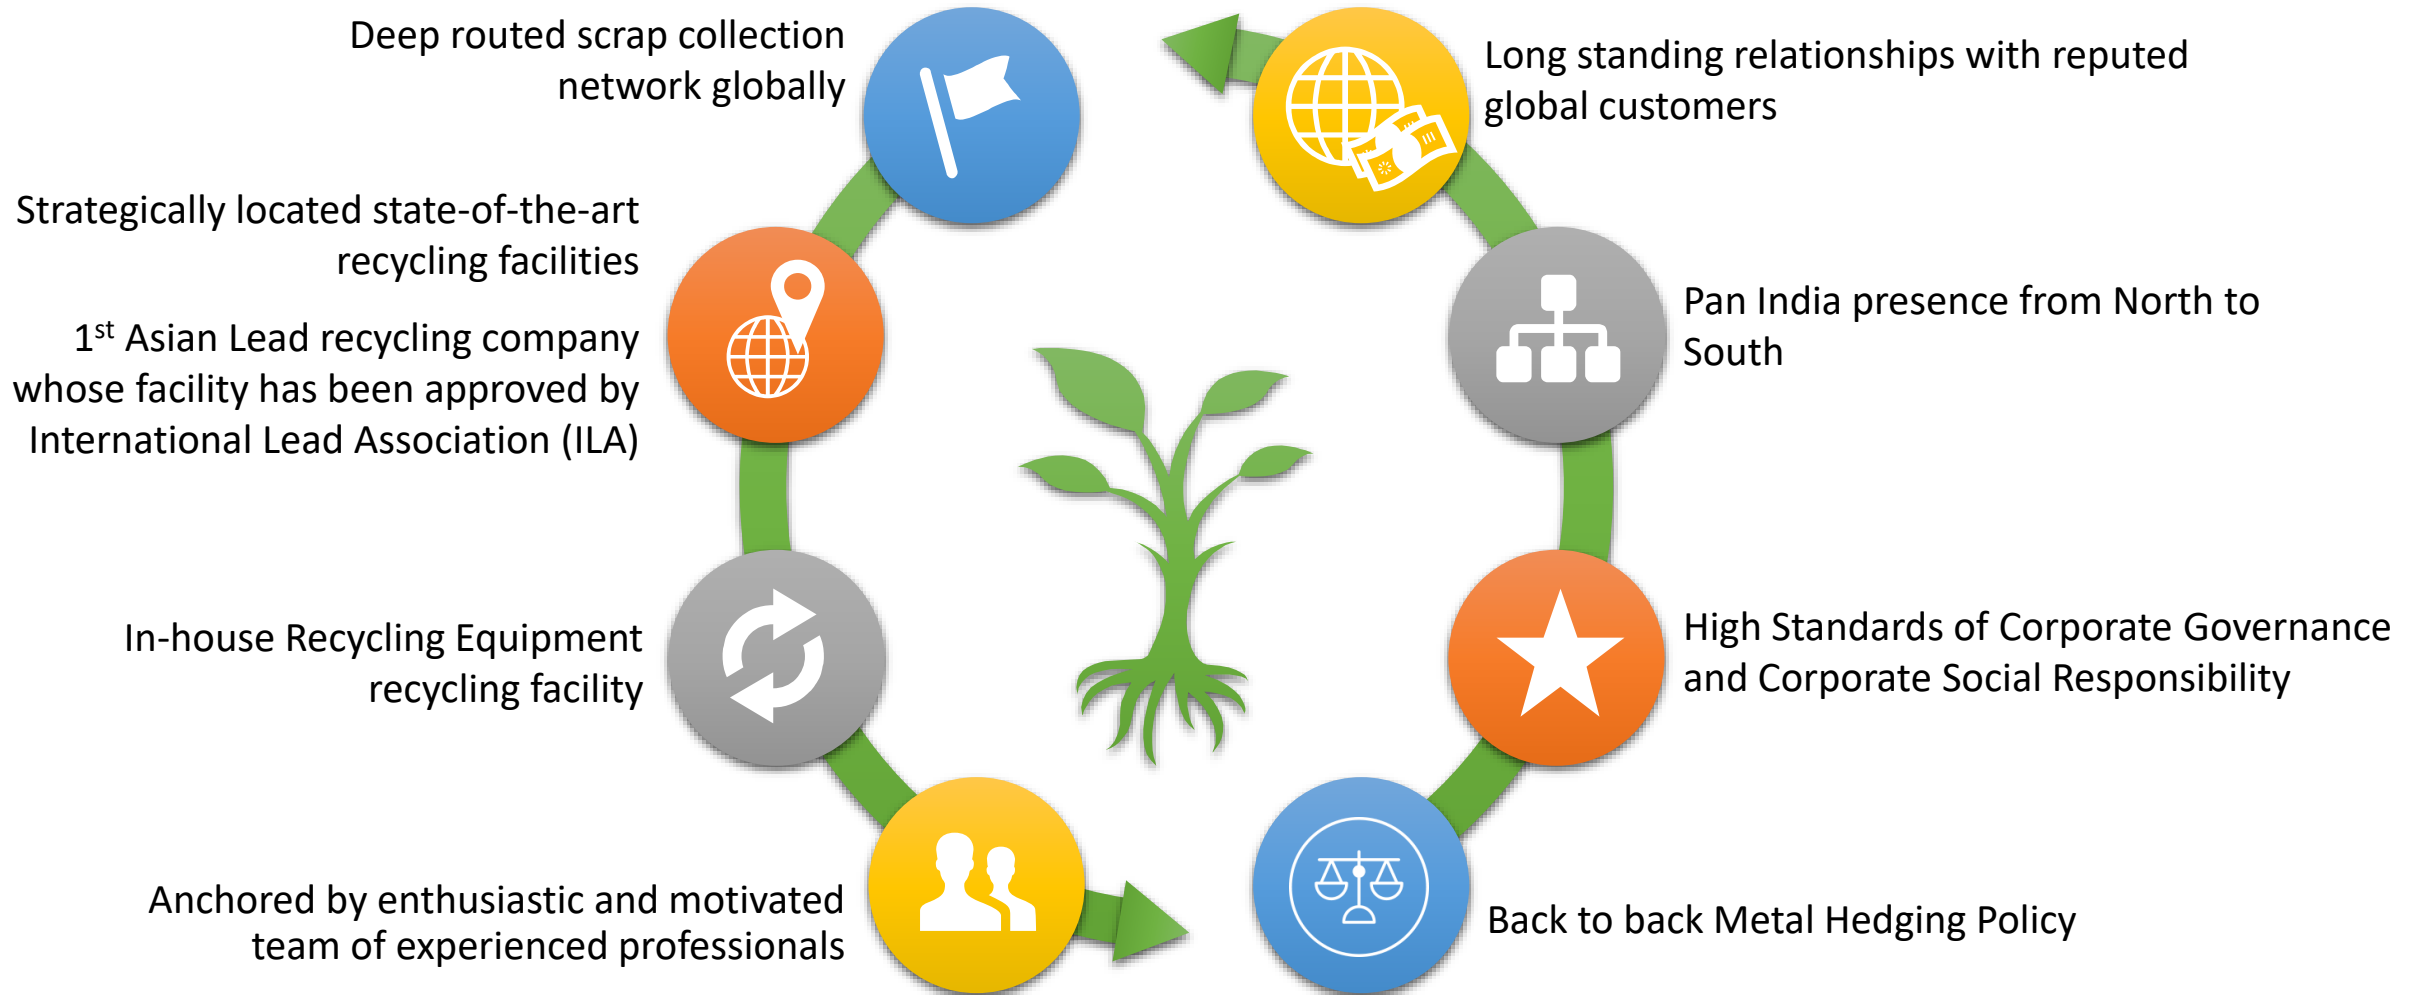 Deep routed scrap collection
network globally
Strategically located state-of-the-art
recycling facilities
1st Asian Lead recycling company
whose facility has been approved by
International Lead Association (ILA)
In-house Recycling Equipment
recycling facility
Anchored by enthusiastic and motivated
team of experienced professionals
Long standing relationships with reputed
global customers
Pan India presence from North to
South
High Standards of Corporate Governance
and Corporate Social Responsibility
Back to back Metal Hedging Policy